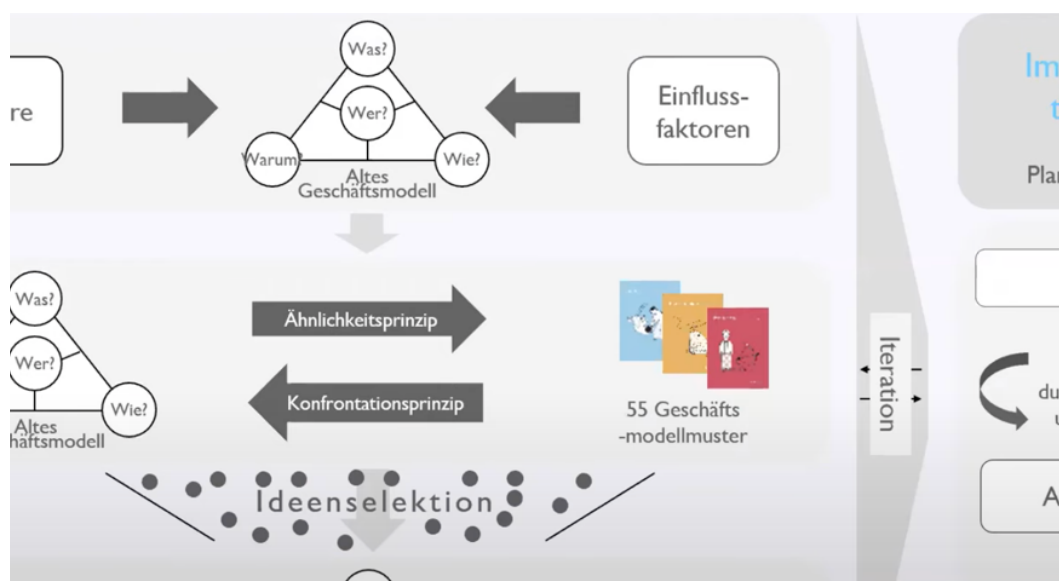 Was?
re
Wer?
Einfluss-
faktoren
Warum?
Wie?
Altes
Geschäftsmodell
Im
t
Plan
Was?
Ähnlichkeitsprinzip
Wer?
Konfrontationsprinzip
Wie?
Altes
häftsmodell
55 Geschäfts
-modellmuster
Iteration
du
u
Ideenselektion
A